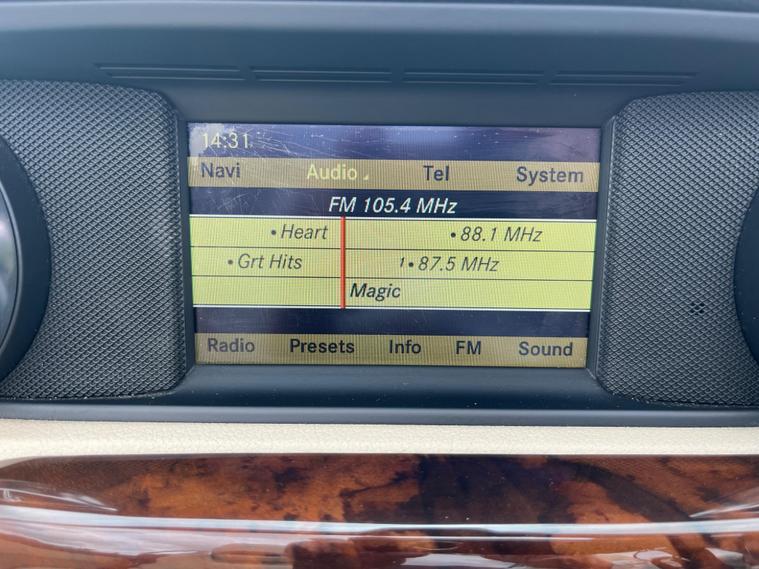 14:31
Navi Audio Tel System
FM 105.4 MHz
•Heart •88.1 MHz
•Grt Hits 1•87.5 MHz
Magic
Radio Presets Info FM Sound